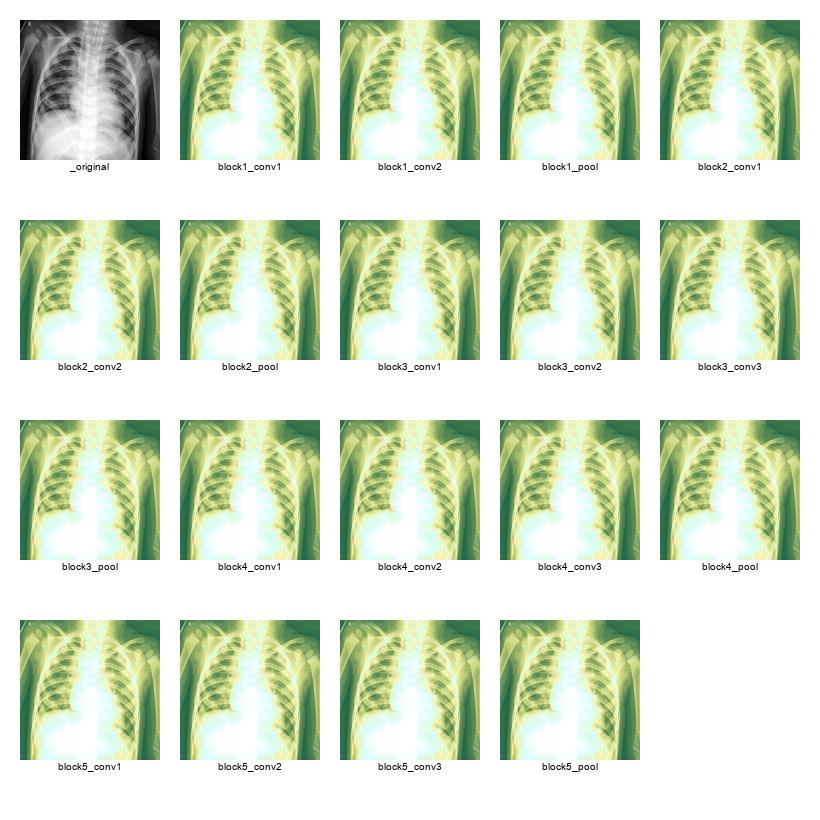 _original
block1_conv1
block1_conv2
block1_pool
block2_conv1
block2_conv2
block2_pool
block3_conv1
block3_conv2
block3_conv3
block3_pool
block4_conv1
block4_conv2
block4_conv3
block4_pool
block5_conv1
block5_conv2
block5_conv3
block5_pool